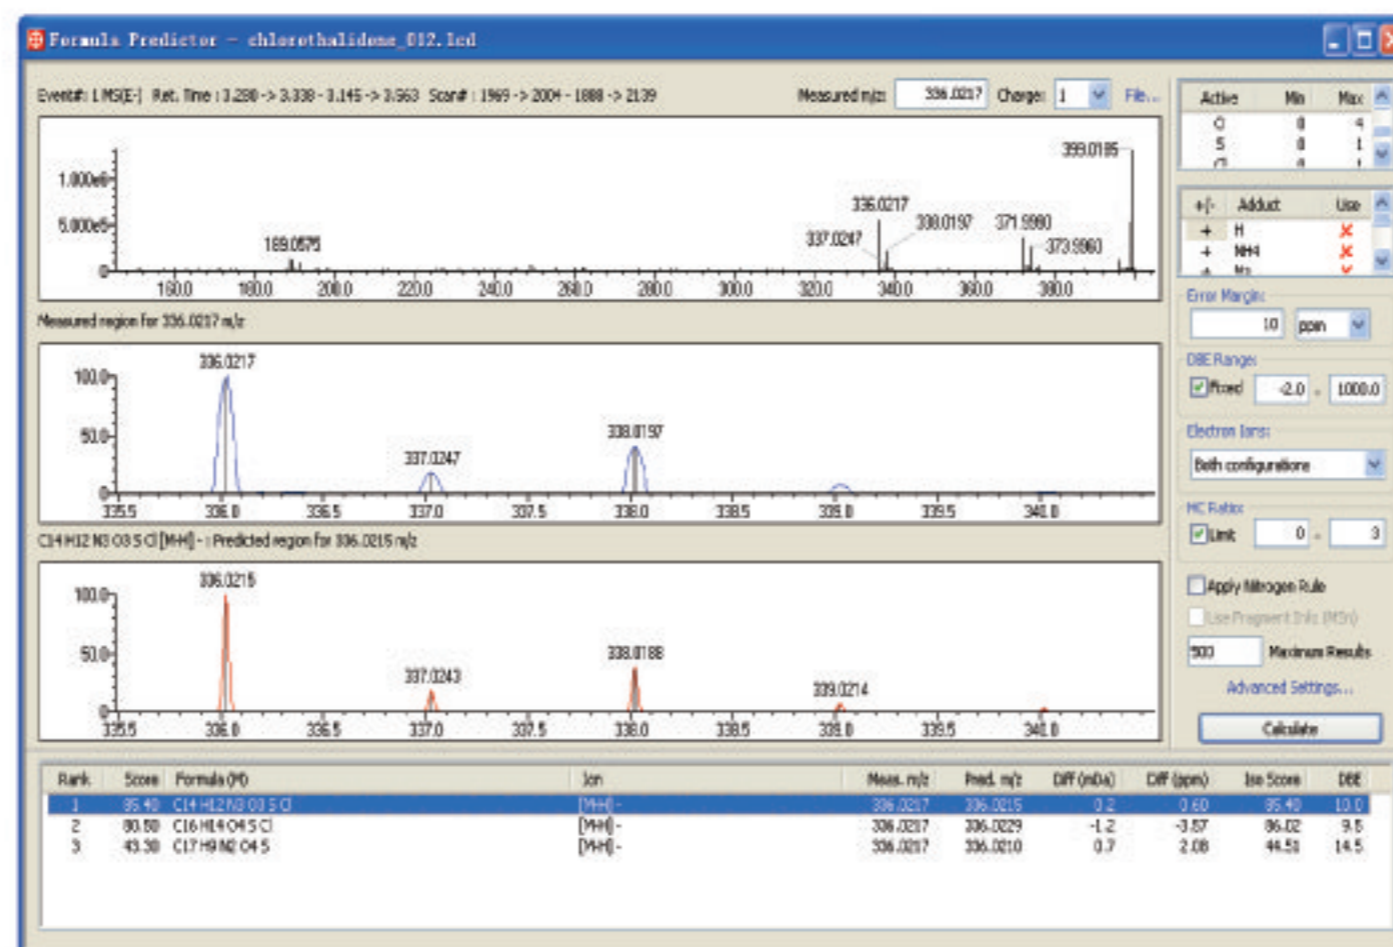 Formula Predictor - chlorothalidone_012.lcd
Event#: 1 MS(E-) Ret. Time : 3.280 -> 3.338 - 3.145 -> 3.563 Scan# : 1969 -> 2004 - 1888 -> 2139
Measured m/z: 336.0217 Charge: 1 File...
399.0185
1.000e6
336.0217
5.000e5
338.0197 371.9980
337.0247
373.9960
189.0575
0
160.0 180.0 200.0 220.0 240.0 260.0 280.0 300.0 320.0 340.0 360.0 380.0
Measured region for 336.0217 m/z
336.0217
100.0
338.0197
50.0
337.0247
0
335.5 336.0 336.5 337.0 337.5 338.0 338.5 339.0 339.5 340.0
C14 H12 N3 O3 S Cl [M-H] - : Predicted region for 336.0215 m/z
336.0215
100.0
338.0188
50.0
337.0243
339.0214
0
335.5 336.0 336.5 337.0 337.5 338.0 338.5 339.0 339.5 340.0
Active Min Max
O 0 4
S 0 1
Cl 0 1
+/- Adduct Use
+ H
+ NH4
+ Na
Error Margin:
10 ppm
DBE Range:
Fixed -2.0 - 1000.0
Electron Ions:
Both configurations
HC Ratio:
Limit 0 - 3
Apply Nitrogen Rule
Use Fragment Info (MSn)
500 Maximum Results
Advanced Settings...
Calculate
Rank Score Formula (M) Ion Meas. m/z Pred. m/z Diff (mDa) Diff (ppm) Iso Score DBE
1 85.40 C14 H12 N3 O3 S Cl [M-H] - 336.0217 336.0215 0.2 0.60 85.40 10.0
2 80.50 C16 H14 O4 S Cl [M-H] - 336.0217 336.0229 -1.2 -3.57 86.02 9.5
3 43.30 C17 H9 N2 O4 S [M-H] - 336.0217 336.0210 0.7 2.08 44.51 14.5